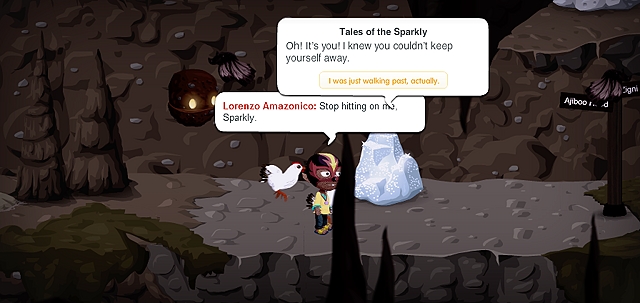 Tales of the Sparkly
Oh! It's you! I knew you couldn't keep
yourself away.
I was just walking past, actually.
Lorenzo Amazonico: Stop hitting on me,
Sparkly.
Ajiboo